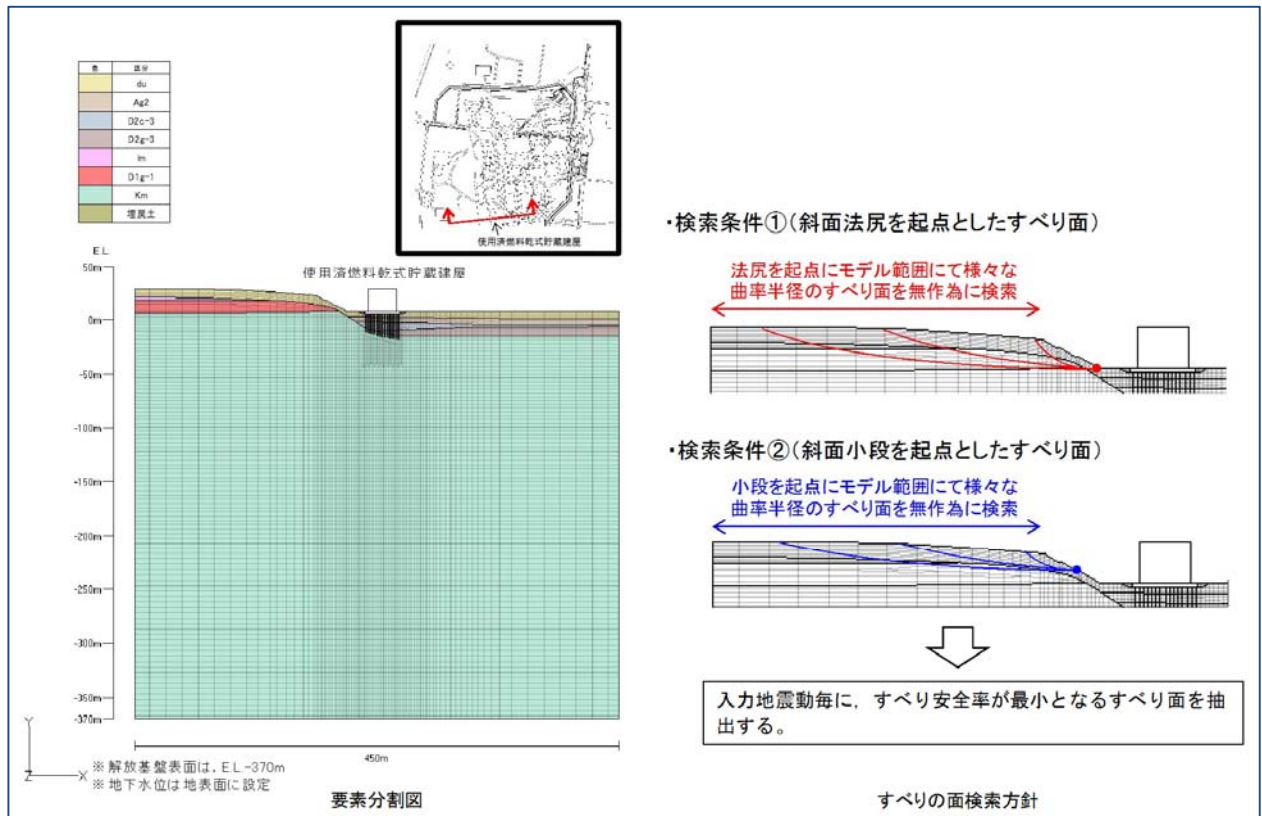 色 区分
du
Ag2
D2c-3
D2g-3
lm
D1g-1
Km
埋戻土
使用済燃料乾式貯蔵建屋
E.L.
50m
0m
-50m
-100m
-150m
-200m
-250m
-300m
-350m
-370m
使用済燃料乾式貯蔵建屋
450m
Y
Z X
※ 解放基盤表面は，E.L.-370m
※ 地下水位は地表面に設定
要素分割図
・検索条件①(斜面法尻を起点としたすべり面)
法尻を起点にモデル範囲にて様々な
曲率半径のすべり面を無作為に検索
・検索条件②(斜面小段を起点としたすべり面)
小段を起点にモデル範囲にて様々な
曲率半径のすべり面を無作為に検索
入力地震動毎に，すべり安全率が最小となるすべり面を抽
出する。
すべりの面検索方針